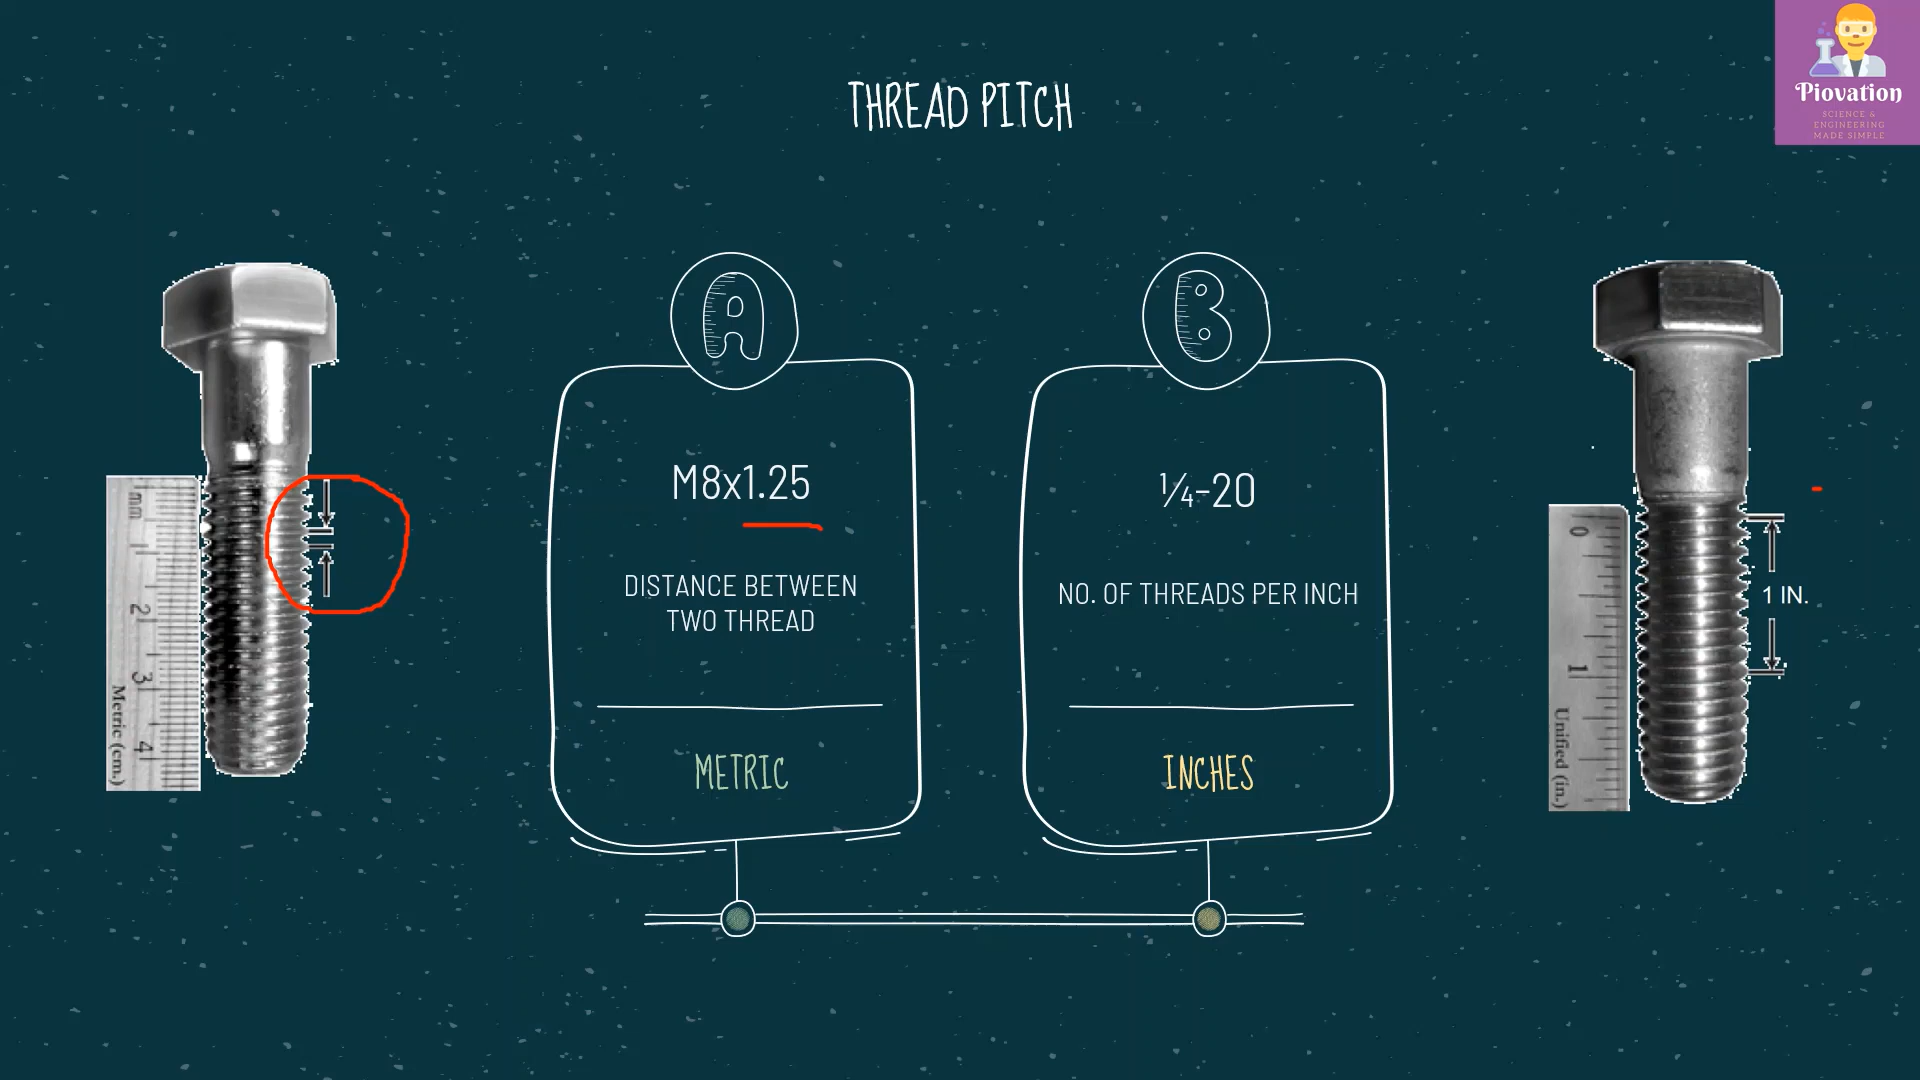 THREAD PITCH
Piovation
SCIENCE &
ENGINEERING
MADE SIMPLE
A
M8x1.25
DISTANCE BETWEEN
TWO THREAD
METRIC
B
¼-20
NO. OF THREADS PER INCH
INCHES
mm
2
3
4
Metric (cm.)
0
1
Unified (in.)
1 IN.